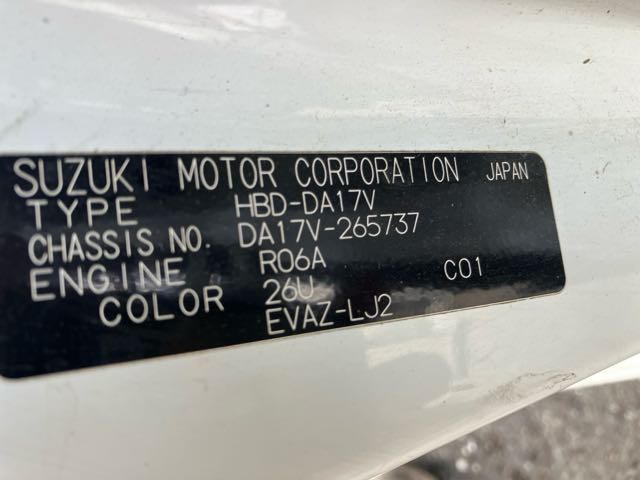 SUZUKI MOTOR CORPORATION JAPAN
TYPE HBD-DA17V
CHASSIS NO. DA17V-265737
ENGINE R06A C01
COLOR 26U
EVAZ-LJ2